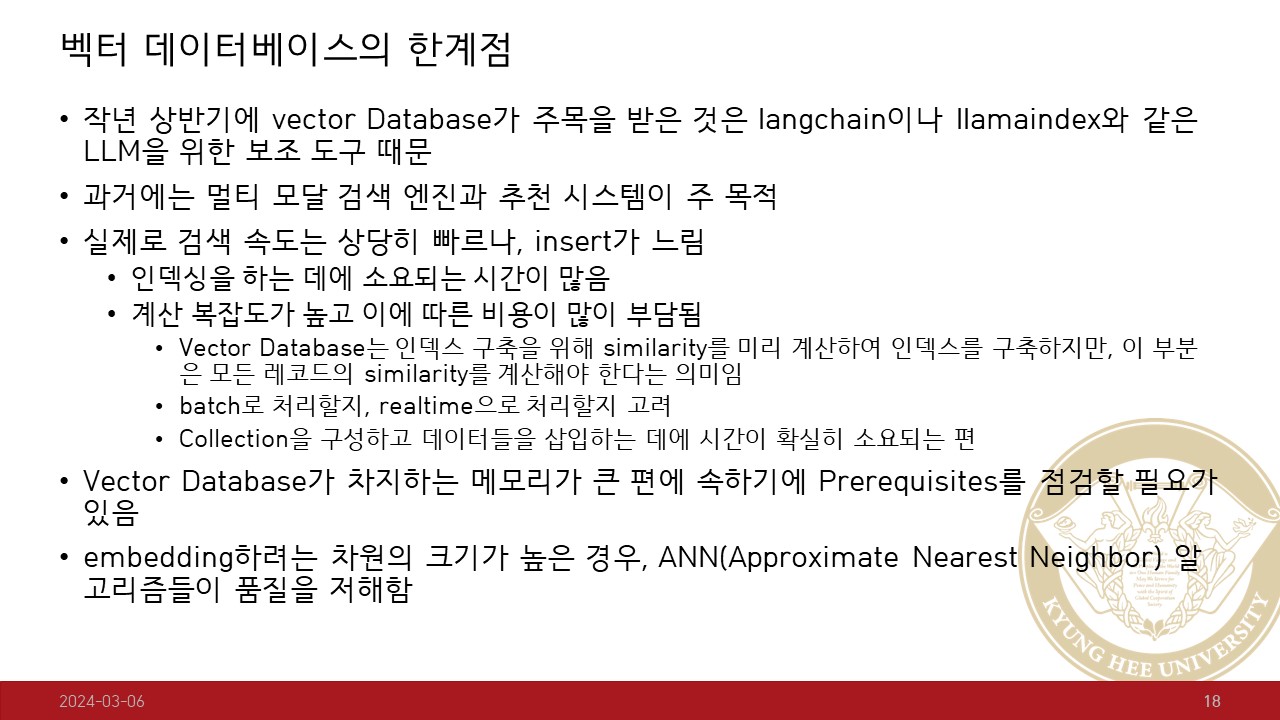 벡터 데이터베이스의 한계점
• 작년 상반기에 vector Database가 주목을 받은 것은 langchain이나 llamaindex와 같은
LLM을 위한 보조 도구 때문
• 과거에는 멀티 모달 검색 엔진과 추천 시스템이 주 목적
• 실제로 검색 속도는 상당히 빠르나, insert가 느림
• 인덱싱을 하는 데에 소요되는 시간이 많음
• 계산 복잡도가 높고 이에 따른 비용이 많이 부담됨
• Vector Database는 인덱스 구축을 위해 similarity를 미리 계산하여 인덱스를 구축하지만, 이 부분
은 모든 레코드의 similarity를 계산해야 한다는 의미임
• batch로 처리할지, realtime으로 처리할지 고려
• Collection을 구성하고 데이터들을 삽입하는 데에 시간이 확실히 소요되는 편
• Vector Database가 차지하는 메모리가 큰 편에 속하기에 Prerequisites를 점검할 필요가
있음
• embedding하려는 차원의 크기가 높은 경우, ANN(Approximate Nearest Neighbor) 알
고리즘들이 품질을 저해함
KYUNG HEE UNIVERSITY
2024-03-06
18